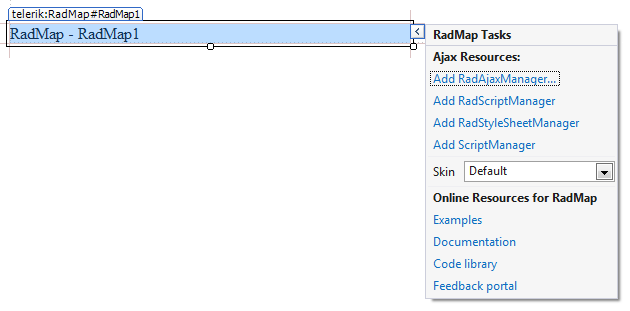 telerik:RadMap#RadMap1
RadMap - RadMap1
RadMap Tasks
Ajax Resources:
Add RadAjaxManager...
Add RadScriptManager
Add RadStyleSheetManager
Add ScriptManager
Skin Default
Online Resources for RadMap
Examples
Documentation
Code library
Feedback portal